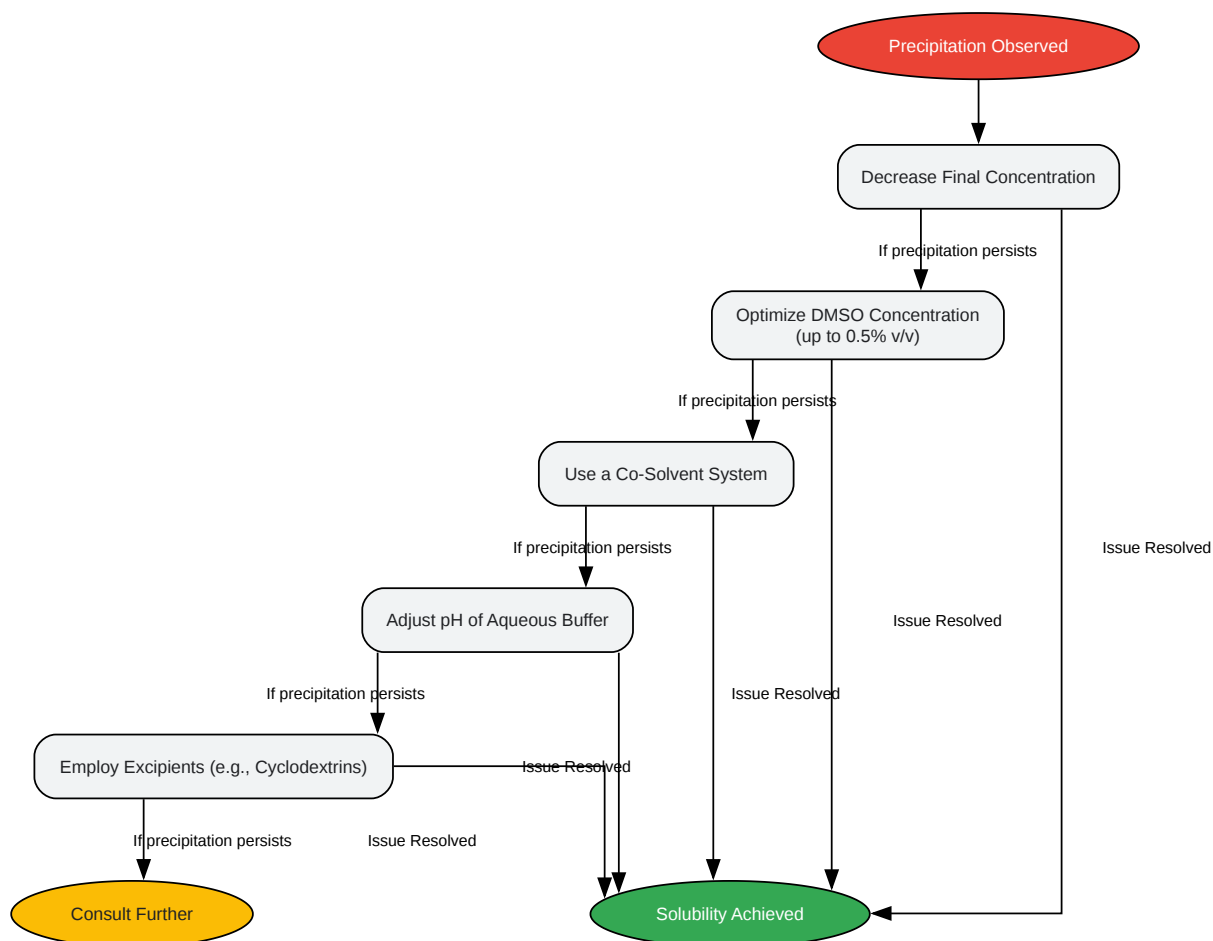 Precipitation Observed
Decrease Final Concentration
If precipitation persists
Optimize DMSO Concentration
(up to 0.5% v/v)
If precipitation persists
Use a Co-Solvent System
If precipitation persists
Issue Resolved
Adjust pH of Aqueous Buffer
Issue Resolved
If precipitation persists
Issue Resolved
Employ Excipients (e.g., Cyclodextrins)
Issue Resolved
If precipitation persists
Issue Resolved
Consult Further
Solubility Achieved